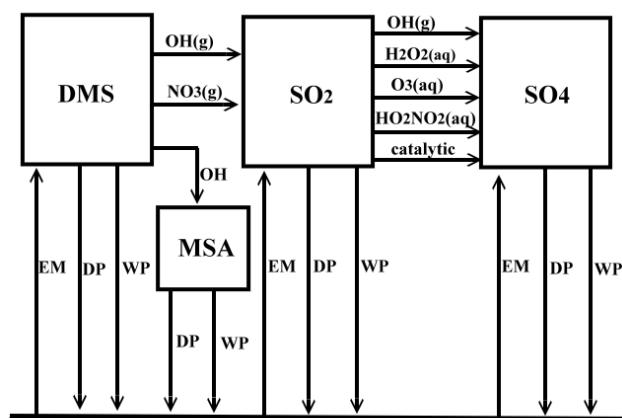 DMS
OH(g)
NO3(g)
OH
SO2
OH(g)
H2O2(aq)
O3(aq)
HO2NO2(aq)
catalytic
SO4
MSA
EM
DP
WP
DP
WP
EM
DP
WP
EM
DP
WP